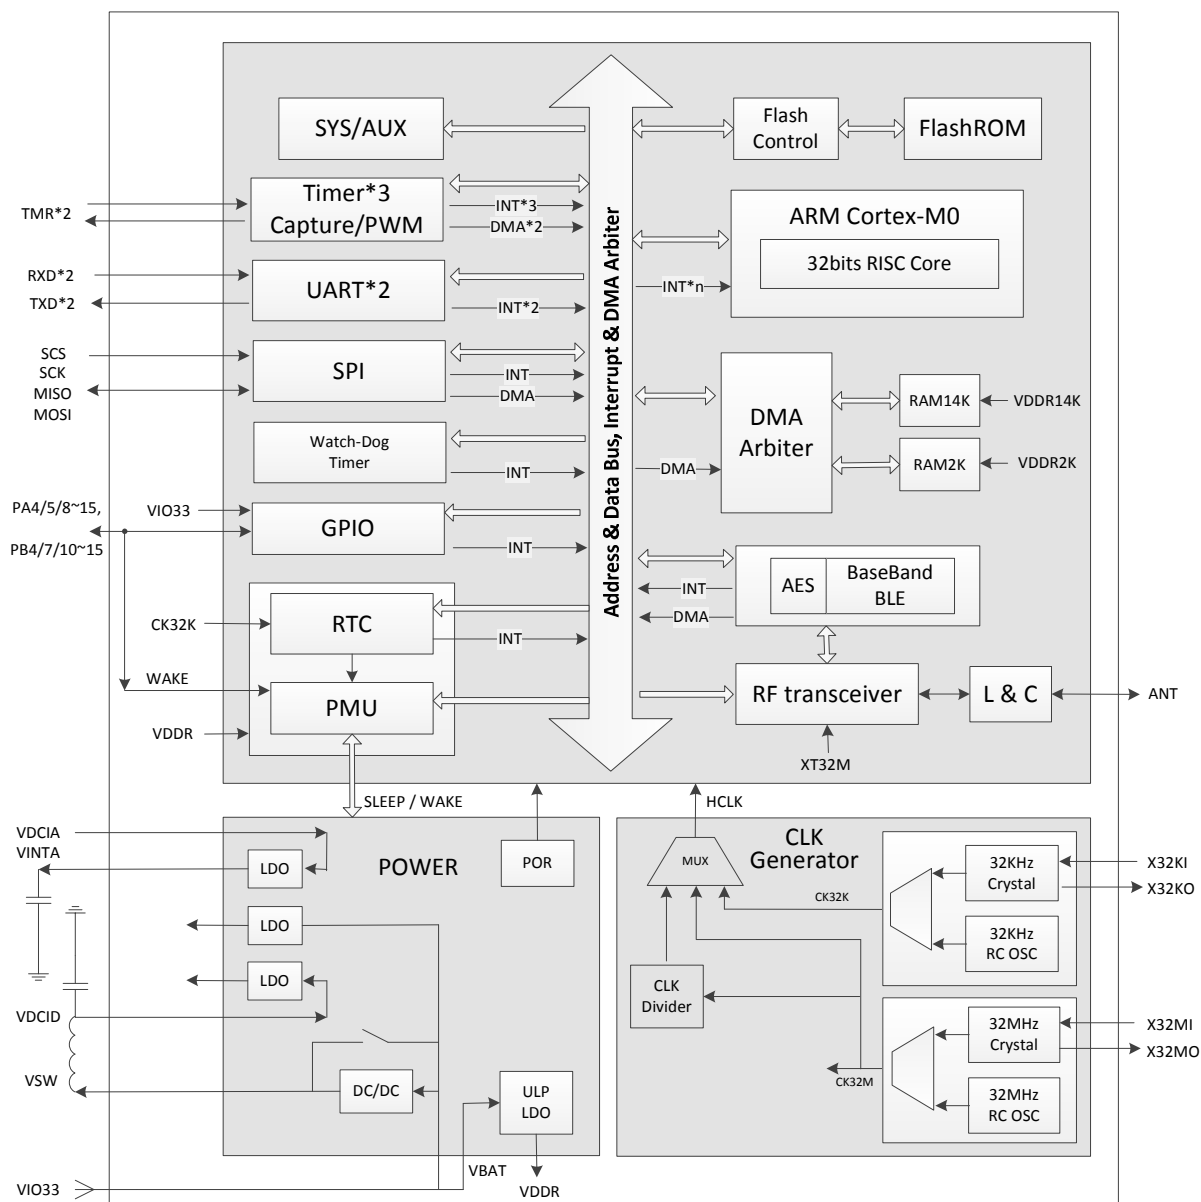 SYS/AUX
Flash
Control
FlashROM
TMR*2
Timer*3
Capture/PWM
INT*3
DMA*2
ARM Cortex-M0
32bits RISC Core
INT*n
RXD*2
TXD*2
UART*2
INT*2
Address & Data Bus, Interrupt & DMA Arbiter
SCS
SCK
MISO
MOSI
SPI
INT
DMA
DMA
Arbiter
DMA
RAM14K
VDDR14K
RAM2K
VDDR2K
Watch-Dog
Timer
INT
PA4/5/8~15,
PB4/7/10~15
VIO33
GPIO
INT
INT
DMA
AES
BaseBand
BLE
CK32K
RTC
INT
WAKE
PMU
VDDR
RF transceiver
L & C
ANT
XT32M
SLEEP / WAKE
HCLK
VDCIA
VINTA
LDO
POWER
POR
LDO
LDO
VDCID
VSW
DC/DC
ULP
LDO
VBAT
VDDR
VIO33
CLK
Generator
MUX
CK32K
32KHz
Crystal
X32KI
X32KO
32KHz
RC OSC
CLK
Divider
CK32M
32MHz
Crystal
X32MI
X32MO
32MHz
RC OSC